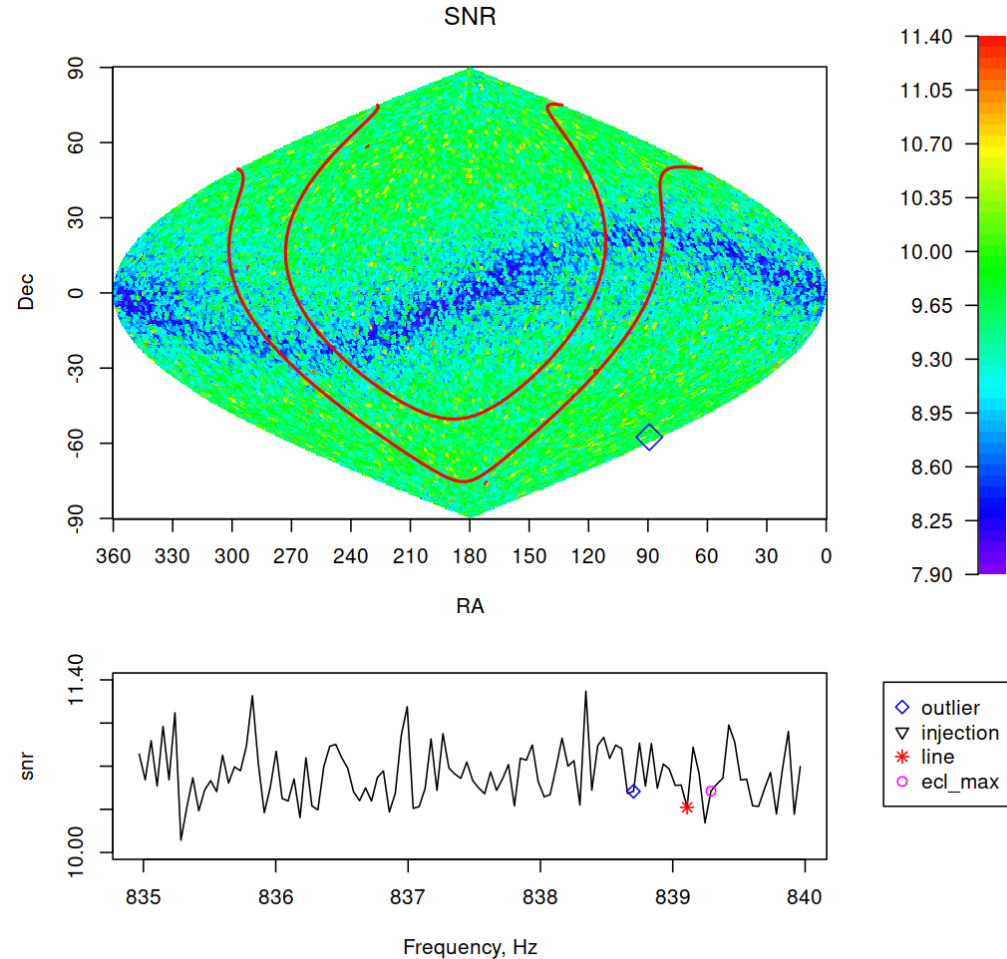 SNR
90
60
30
0
-30
-60
-90
Dec
360 330 300 270 240 210 180 150 120 90 60 30 0
RA
11.40
11.05
10.70
10.35
10.00
9.65
9.30
8.95
8.60
8.25
7.90
11.40
10.00
snr
835 836 837 838 839 840
Frequency, Hz
outlier
injection
line
ecl_max